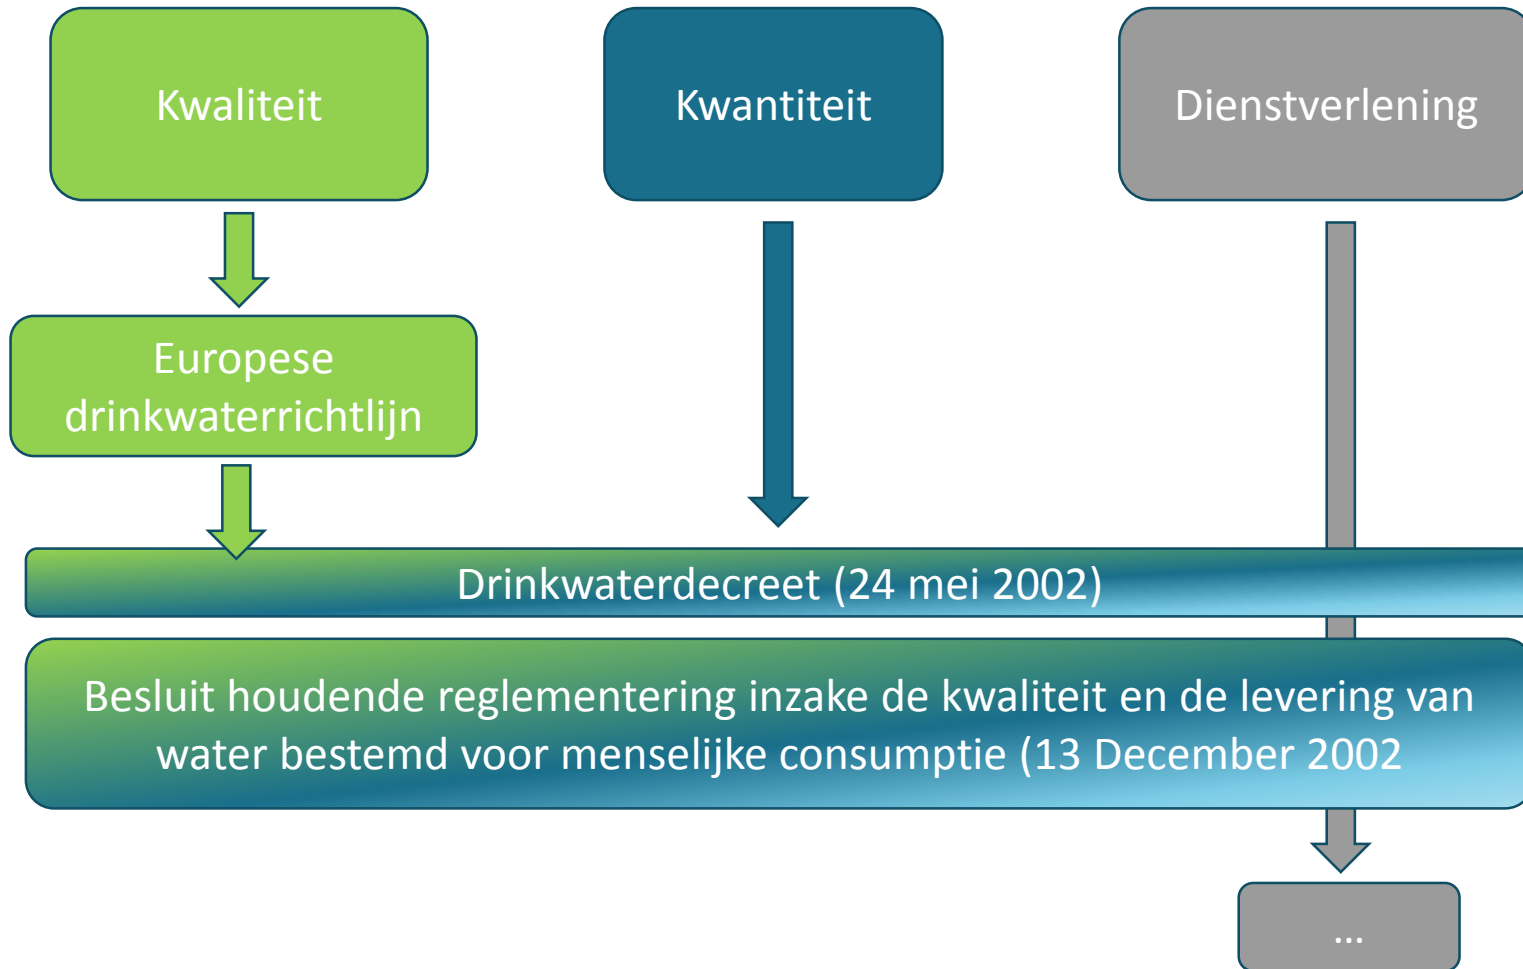 Kwaliteit
Kwantiteit
Dienstverlening
Europese
drinkwaterrichtlijn
Drinkwaterdecreet (24 mei 2002)
Besluit houdende reglementering inzake de kwaliteit en de levering van
water bestemd voor menselijke consumptie (13 December 2002
...